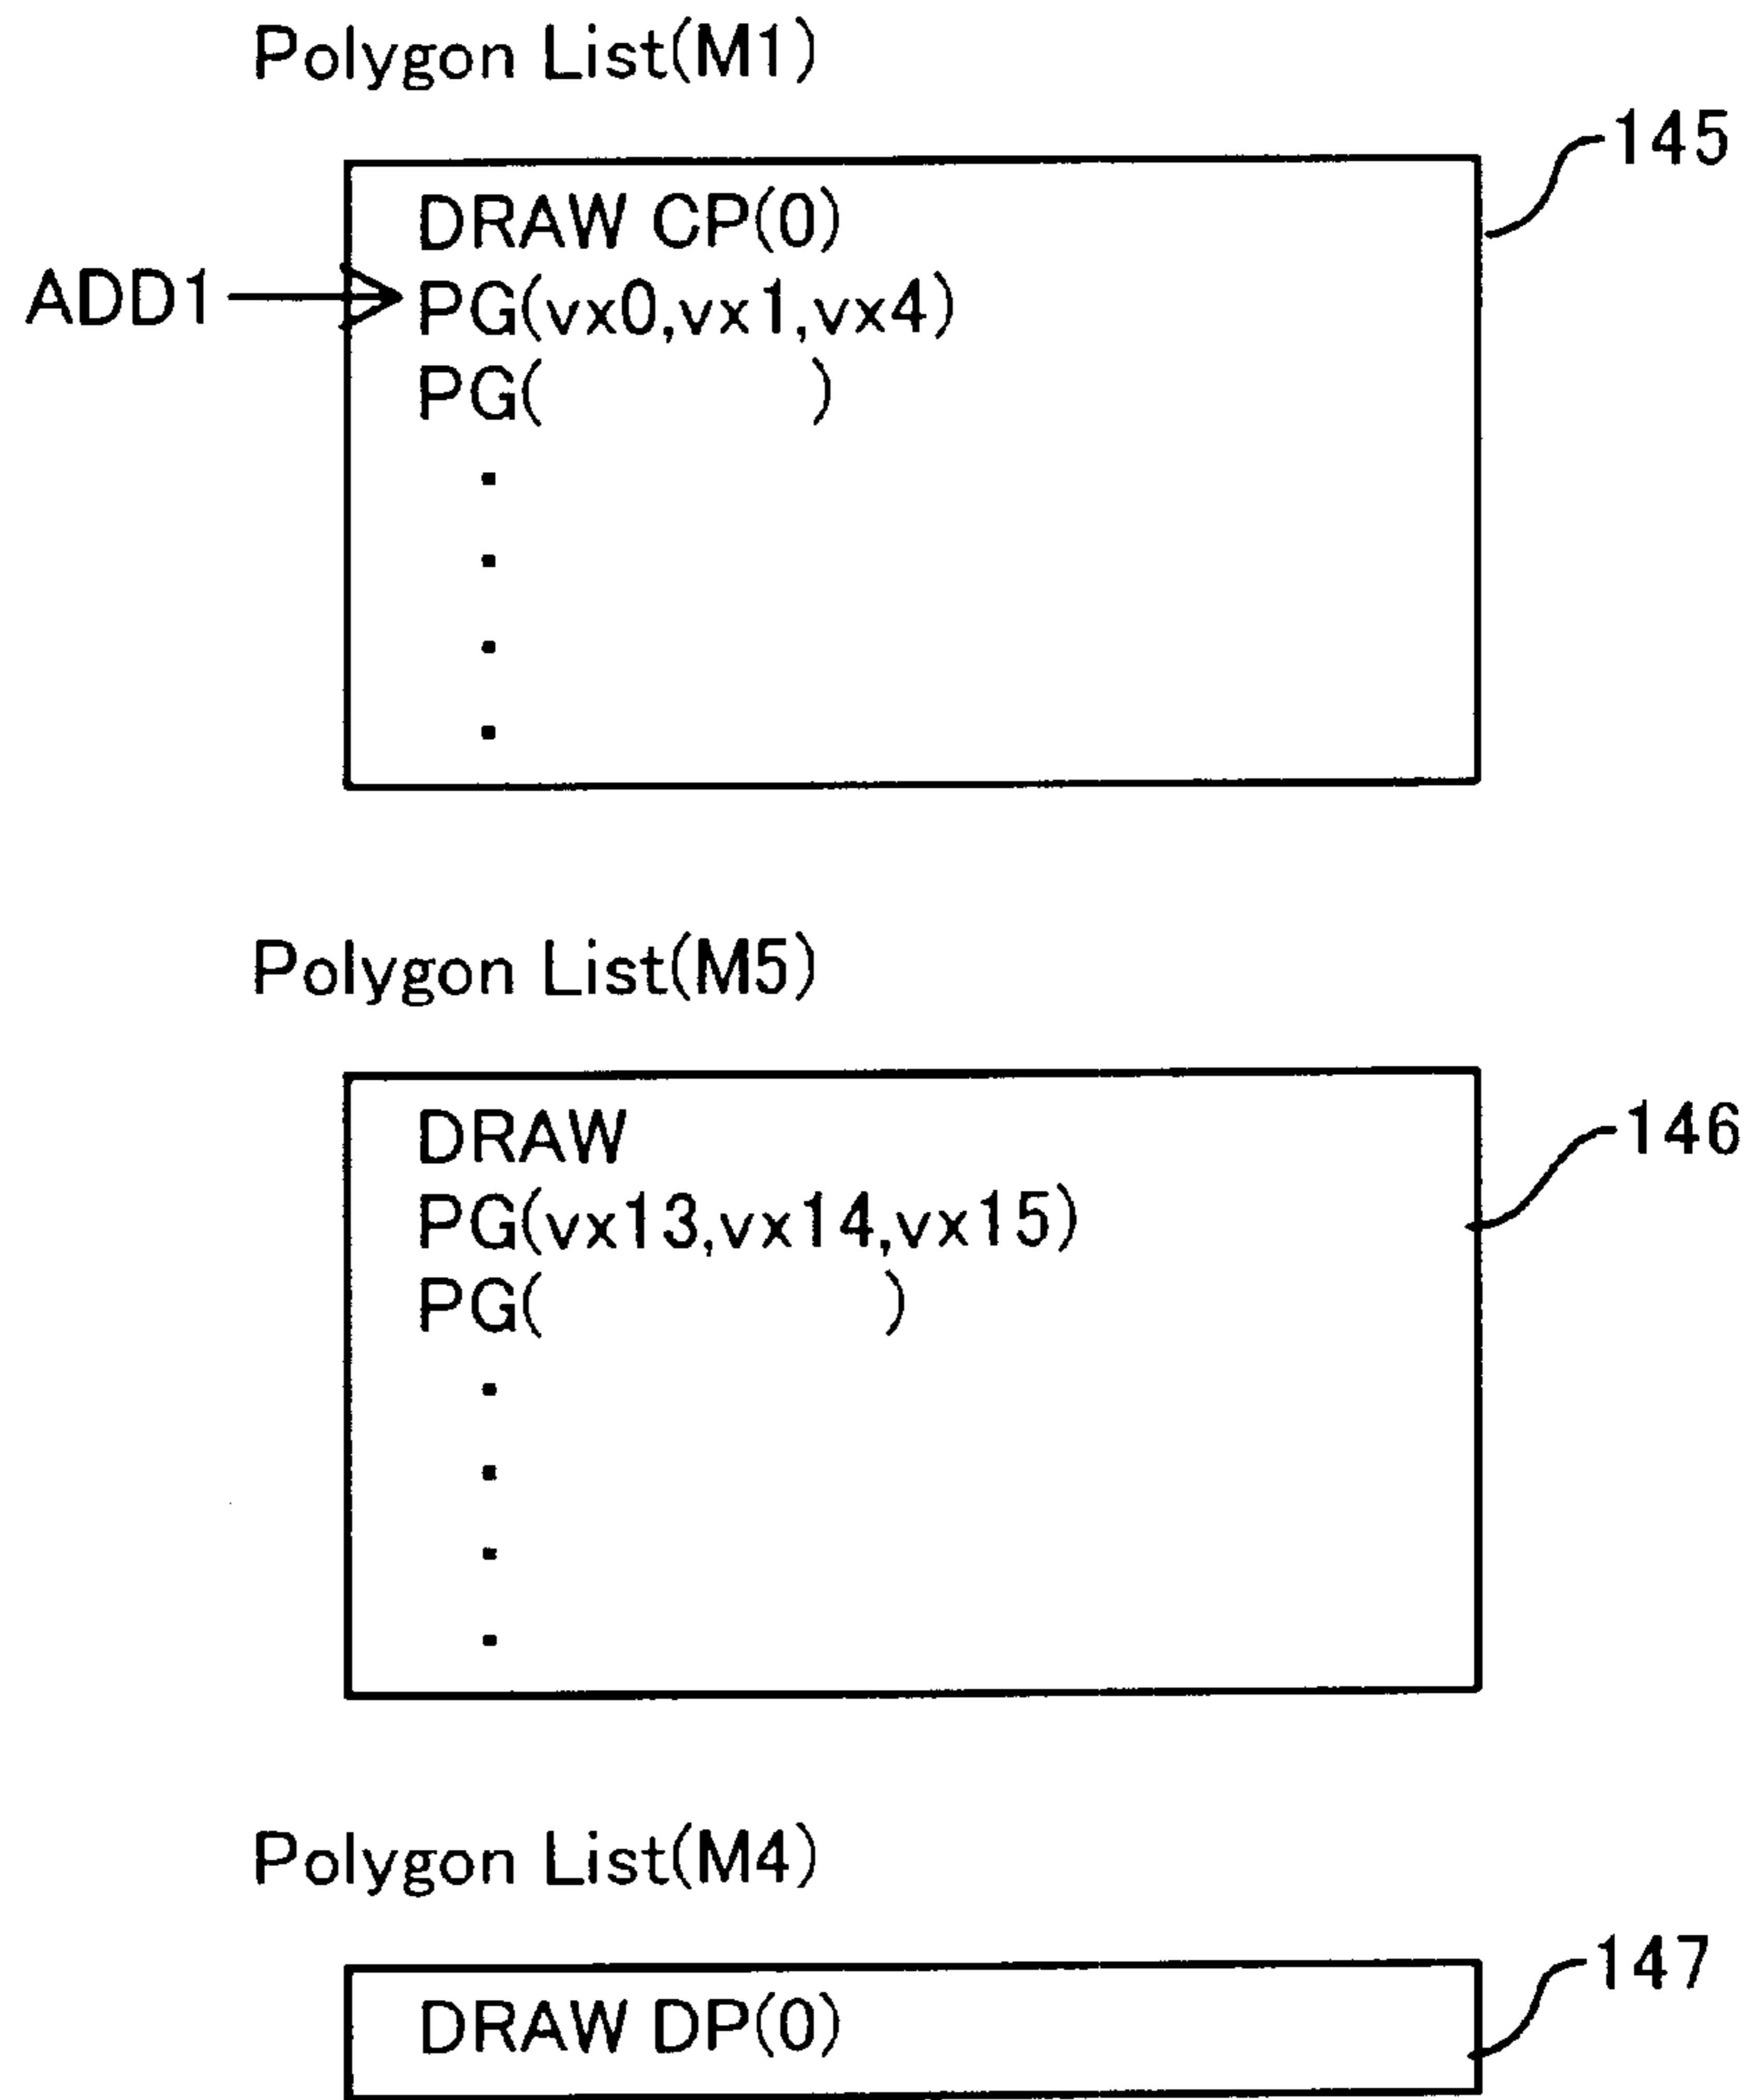 Polygon List(M1)
145
DRAW CP(0)
ADD1
PG(vx0,vx1,vx4)
PG( )
.
.
.
.
Polygon List(M5)
146
DRAW
PG(vx13,vx14,vx15)
PG( )
.
.
.
.
Polygon List(M4)
147
DRAW DP(0)